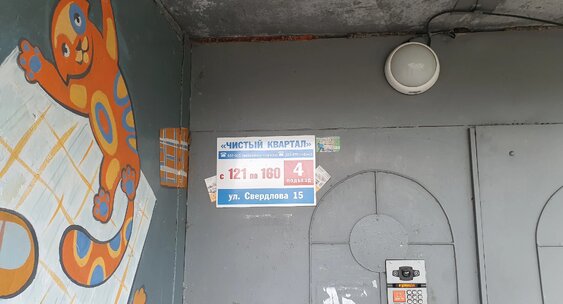 «ЧИСТЫЙ КВАРТАЛ»
с 121 по 160
4
подъезд
ул. Свердлова 15